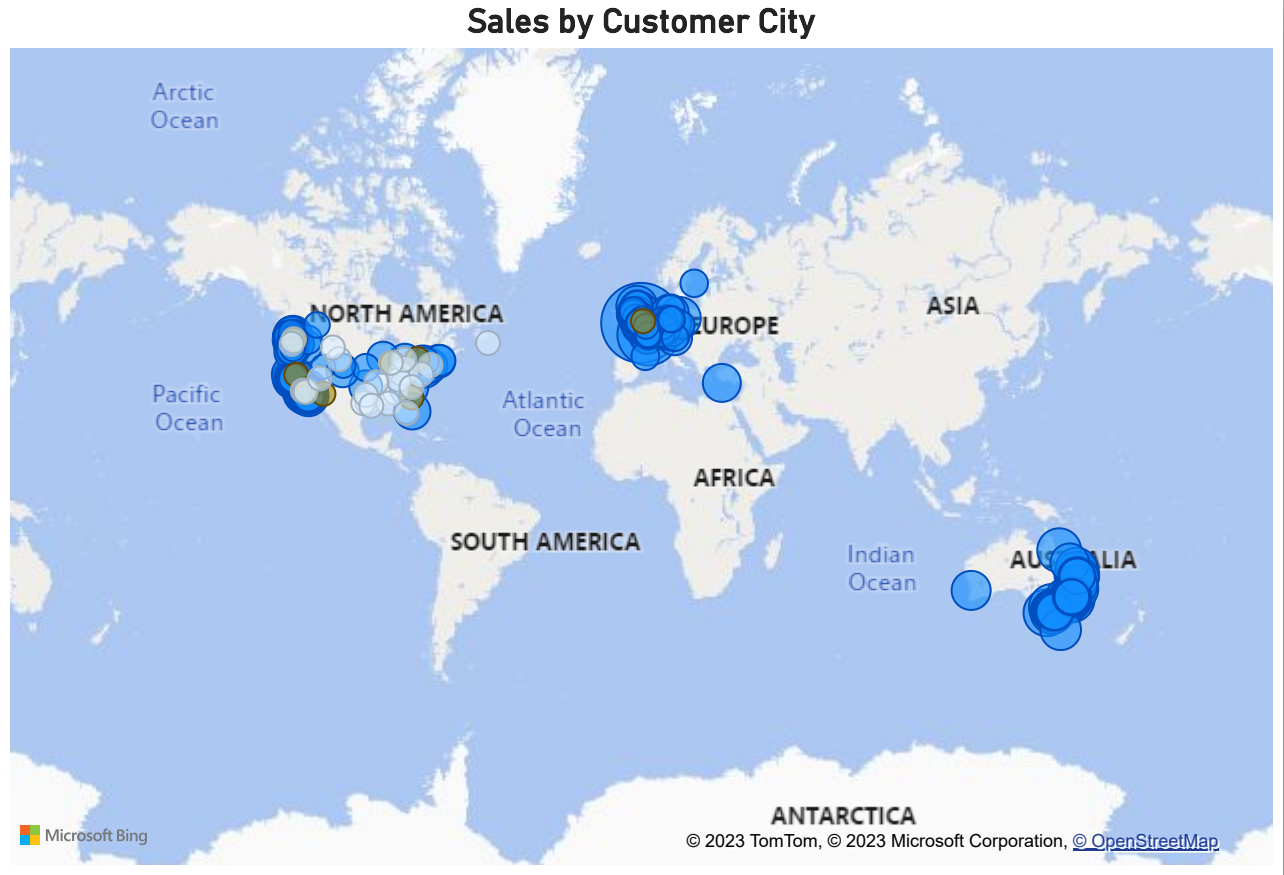 Sales by Customer City
Arctic
Ocean
NORTH AMERICA
ASIA
EUROPE
Pacific
Ocean
Atlantic
Ocean
AFRICA
SOUTH AMERICA
Indian
Ocean
AUSTRALIA
ANTARCTICA
Microsoft Bing
© 2023 TomTom, © 2023 Microsoft Corporation, © OpenStreetMap